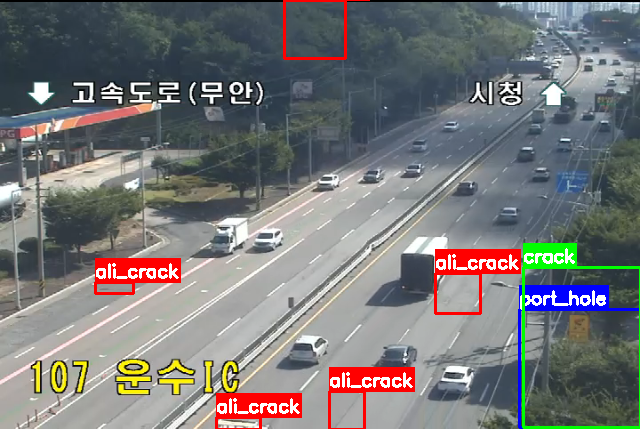 고속도로(무안)
시청
PG
ali_crack
ali_crack
crack
port_hole
ali_crack
ali_crack
107 운수IC